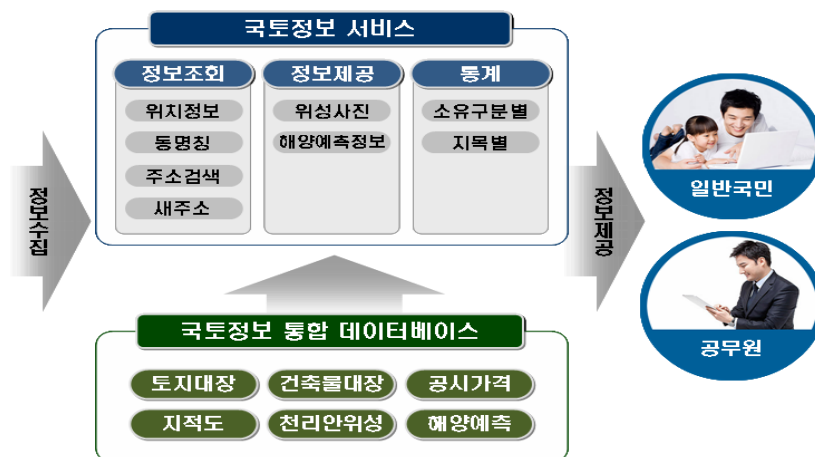 국토정보 서비스
정보조회
위치정보
동명칭
주소검색
새주소
정보제공
위성사진
해양예측정보
통계
소유구분별
지목별
정보수집
정보제공
일반국민
공무원
국토정보 통합 데이터베이스
토지대장
건축물대장
공시가격
지적도
천리안위성
해양예측